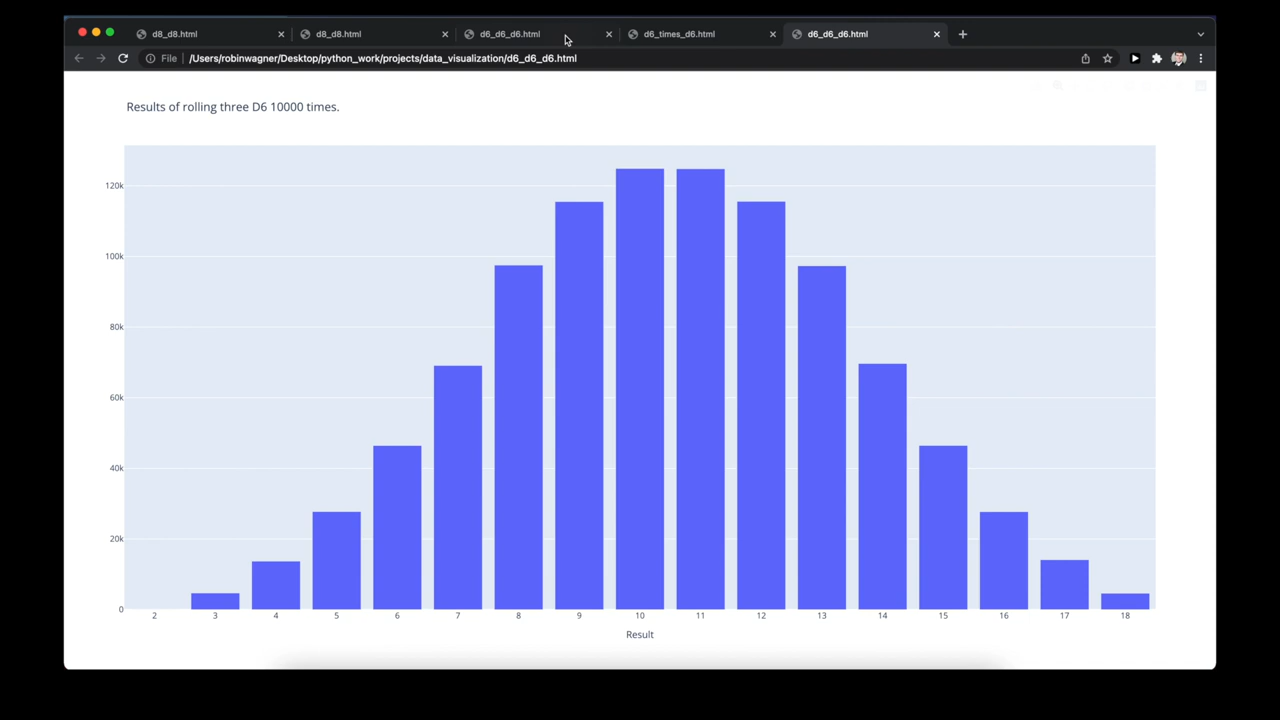 d8_d8.html
d8_d8.html
d6_d6_d6.html
d6_times_d6.html
d6_d6_d6.html
File
/Users/robinwagner/Desktop/python_work/projects/data_visualization/d6_d6_d6.html
Results of rolling three D6 10000 times.
120k
100k
80k
60k
40k
20k
0
2 3 4 5 6 7 8 9 10 11 12 13 14 15 16 17 18
Result